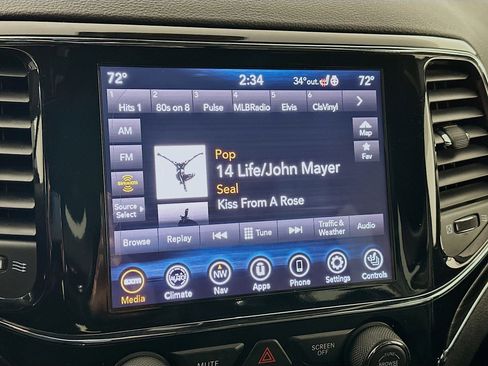 72° 2:34 34°out. 72°
1 2 3 4 5 6
Hits 1 80s on 8 Pulse MLBRadio Elvis ClsVinyl
AM
Map
FM
Fav
Pop
14 Life/John Mayer
Seal
Kiss From A Rose
Source
Select
Browse Replay Tune Traffic &
Weather Audio
NW
Media Climate Nav Apps Phone Settings Controls
MUTE
SCREEN
OFF
TUNE
BROWSE